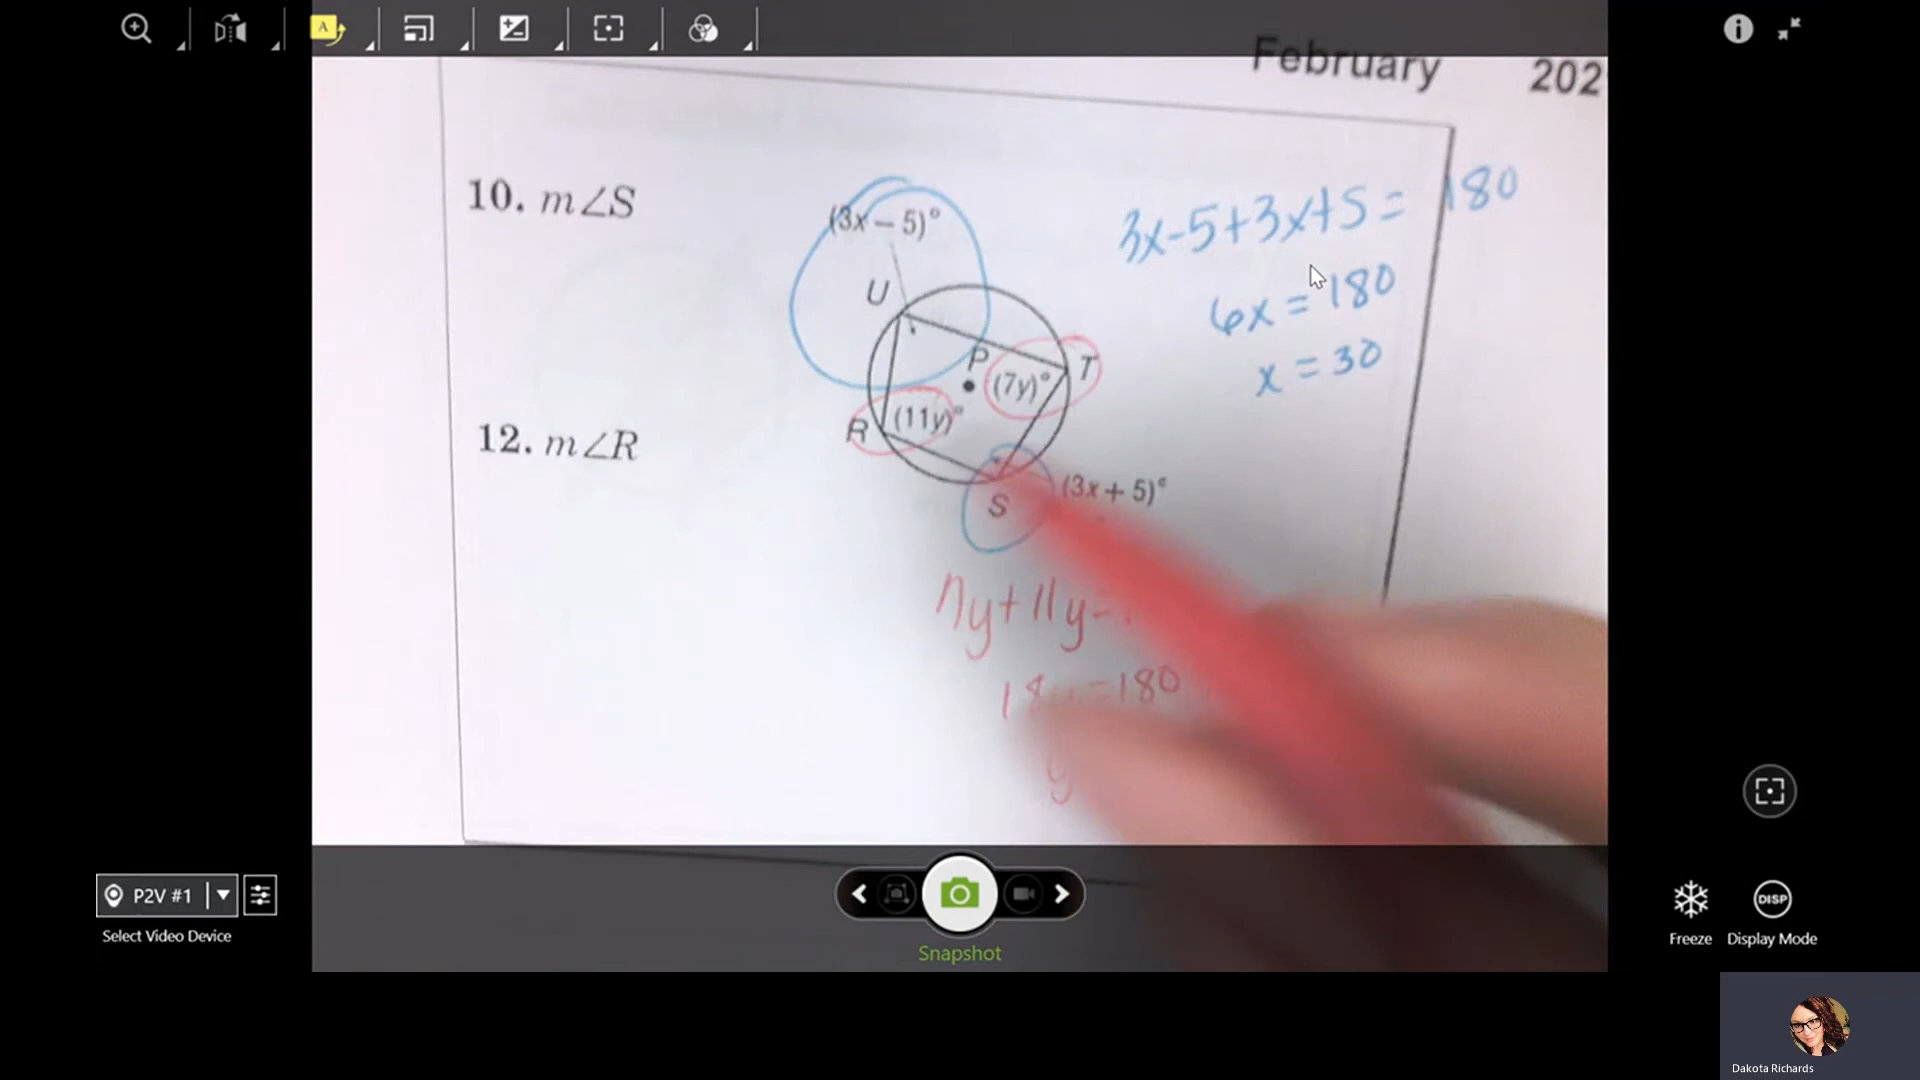 A
February 202
10. m∠S
(3x – 5)°
3x-5+3x+5 = 180
6x = 180
x = 30
U
P
T
(7y)°
R
(11y)°
12. m∠R
S
(3x + 5)°
7y+11y=
18y=180
y
P2V #1
Select Video Device
Snapshot
Freeze
DISP
Display Mode
Dakota Richards